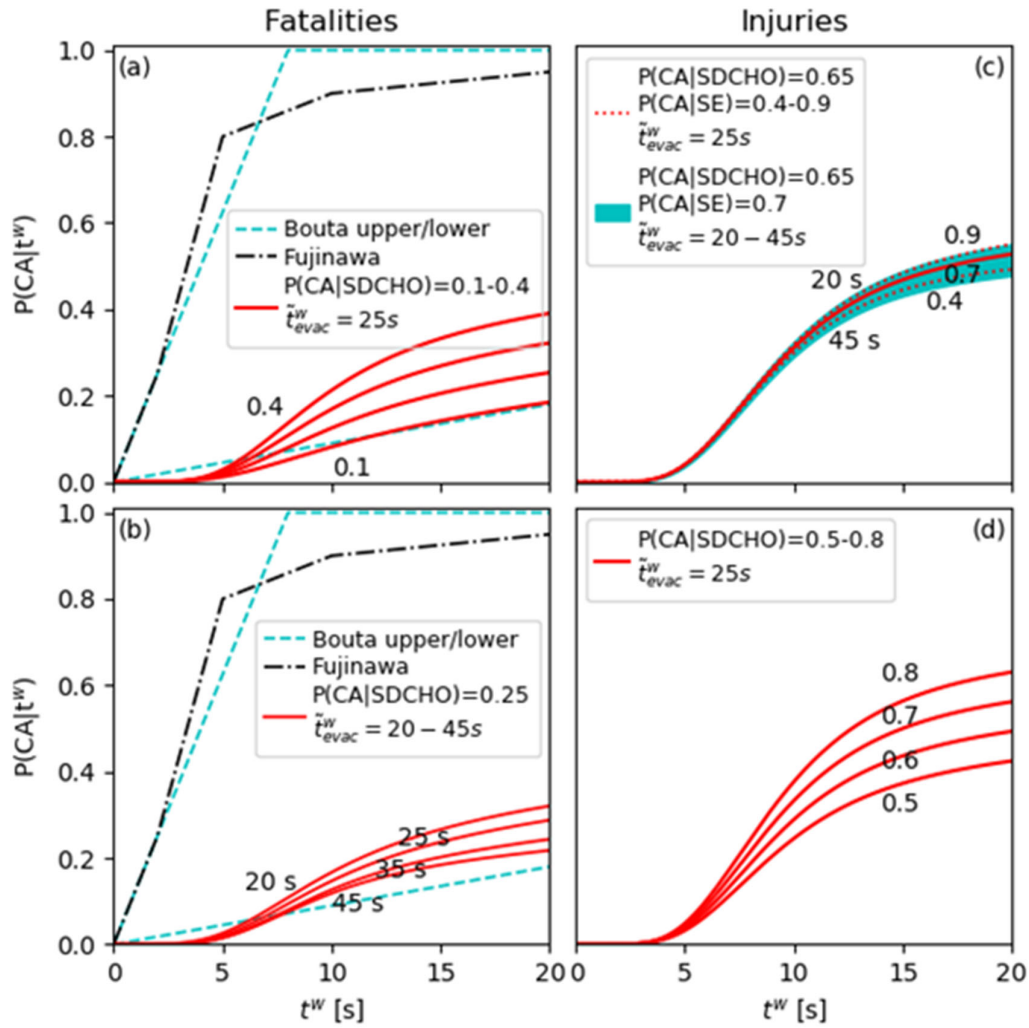 Fatalities
Injuries
(a)
P(CA|t^w)
1.0
0.8
0.6
0.4
0.2
0.0
Bouta upper/lower
Fujinawa
P(CA|SDCHO)=0.1-0.4
t̃^w_evac = 25s
0.4
0.1
(c)
P(CA|SDCHO)=0.65
P(CA|SE)=0.4-0.9
t̃^w_evac = 25s
P(CA|SDCHO)=0.65
P(CA|SE)=0.7
t̃^w_evac = 20 − 45s
0.9
20 s
0.7
0.4
45 s
(b)
P(CA|t^w)
1.0
0.8
0.6
0.4
0.2
0.0
Bouta upper/lower
Fujinawa
P(CA|SDCHO)=0.25
t̃^w_evac = 20 − 45s
25 s
20 s
35 s
45 s
0 5 10 15 20
t^w [s]
(d)
P(CA|SDCHO)=0.5-0.8
t̃^w_evac = 25s
0.8
0.7
0.6
0.5
0 5 10 15 20
t^w [s]